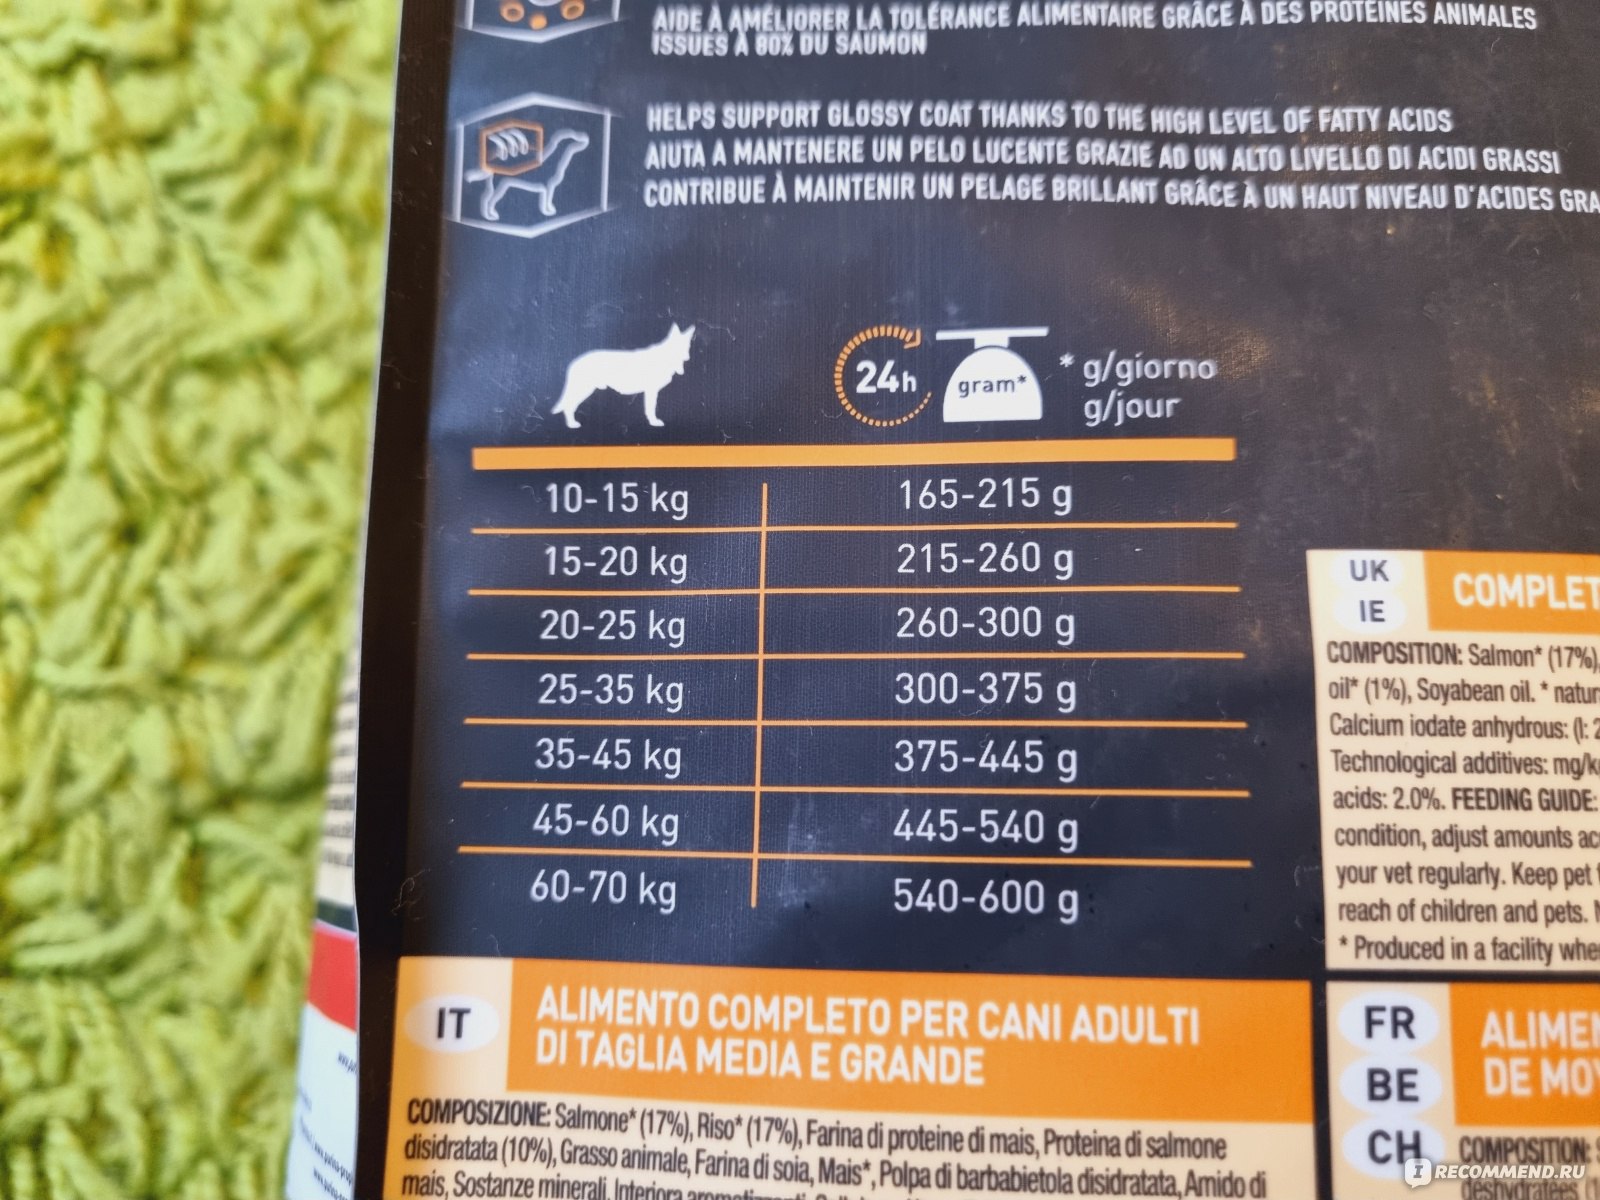 AIDE À AMÉLIORER LA TOLÉRANCE ALIMENTAIRE GRÂCE À DES PROTÉINES ANIMALES
ISSUES À 80% DU SAUMON
HELPS SUPPORT GLOSSY COAT THANKS TO THE HIGH LEVEL OF FATTY ACIDS
AIUTA A MANTENERE UN PELO LUCENTE GRAZIE AD UN ALTO LIVELLO DI ACIDI GRASSI
CONTRIBUE À MAINTENIR UN PELAGE BRILLANT GRÂCE À UN HAUT NIVEAU D'ACIDES GRA
24h gram* * g/giorno
g/jour
10-15 kg 165-215 g
15-20 kg 215-260 g
20-25 kg 260-300 g
25-35 kg 300-375 g
35-45 kg 375-445 g
45-60 kg 445-540 g
60-70 kg 540-600 g
UK
IE
COMPLET
COMPOSITION: Salmon* (17%),
oil* (1%), Soyabean oil. * natur
Calcium iodate anhydrous: (I: 2
Technological additives: mg/k
acids: 2.0%. FEEDING GUIDE:
condition, adjust amounts acc
your vet regularly. Keep pet f
reach of children and pets.
* Produced in a facility whe
IT
ALIMENTO COMPLETO PER CANI ADULTI
DI TAGLIA MEDIA E GRANDE
COMPOSIZIONE: Salmone* (17%), Riso* (17%), Farina di proteine di mais, Proteina di salmone
disidratata (10%), Grasso animale, Farina di soia, Mais*, Polpa di barbabietola disidratata, Amido di
mais, Sostanze minerali, Interiora
FR
BE
CH
ALIMEN
DE MOY
COMPOSITION: S
IRECOMMEND.RU